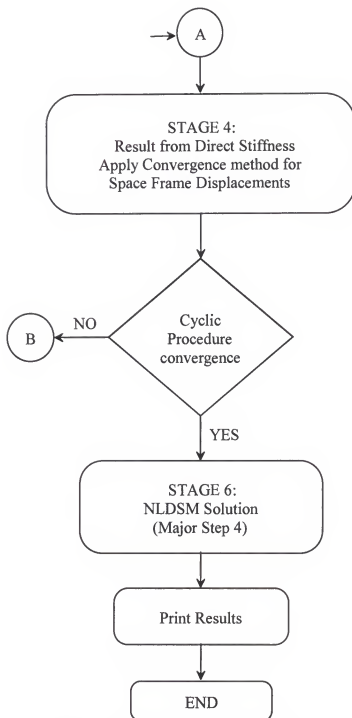 A
STAGE 4:
Result from Direct Stiffness
Apply Convergence method for
Space Frame Displacements
Cyclic
Procedure
convergence
NO
B
YES
STAGE 6:
NLDSM Solution
(Major Step 4)
Print Results
END